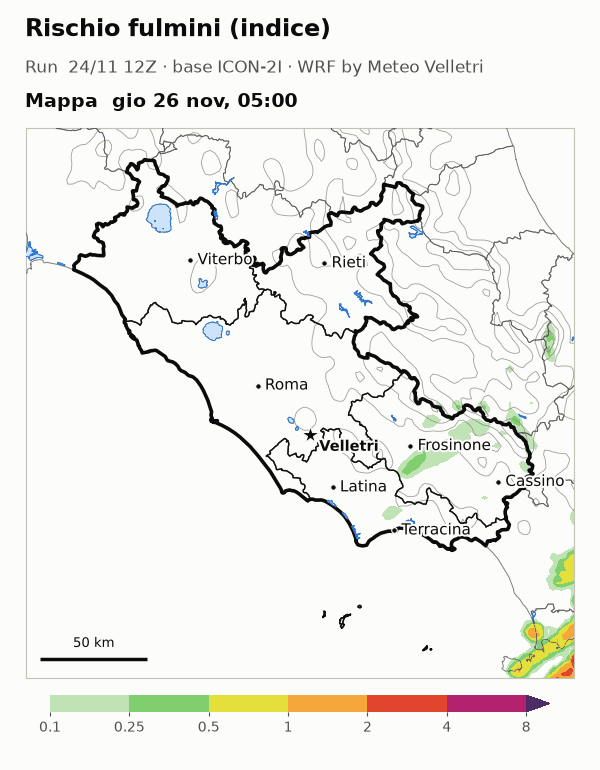 Rischio fulmini (indice)
Run  24/11 12Z · base ICON-2I · WRF by Meteo Velletri
Mappa  gio 26 nov, 05:00
Viterbo
Rieti
Roma
Velletri
Frosinone
Cassino
Latina
Terracina
50 km
0.1
0.25
0.5
1
2
4
8